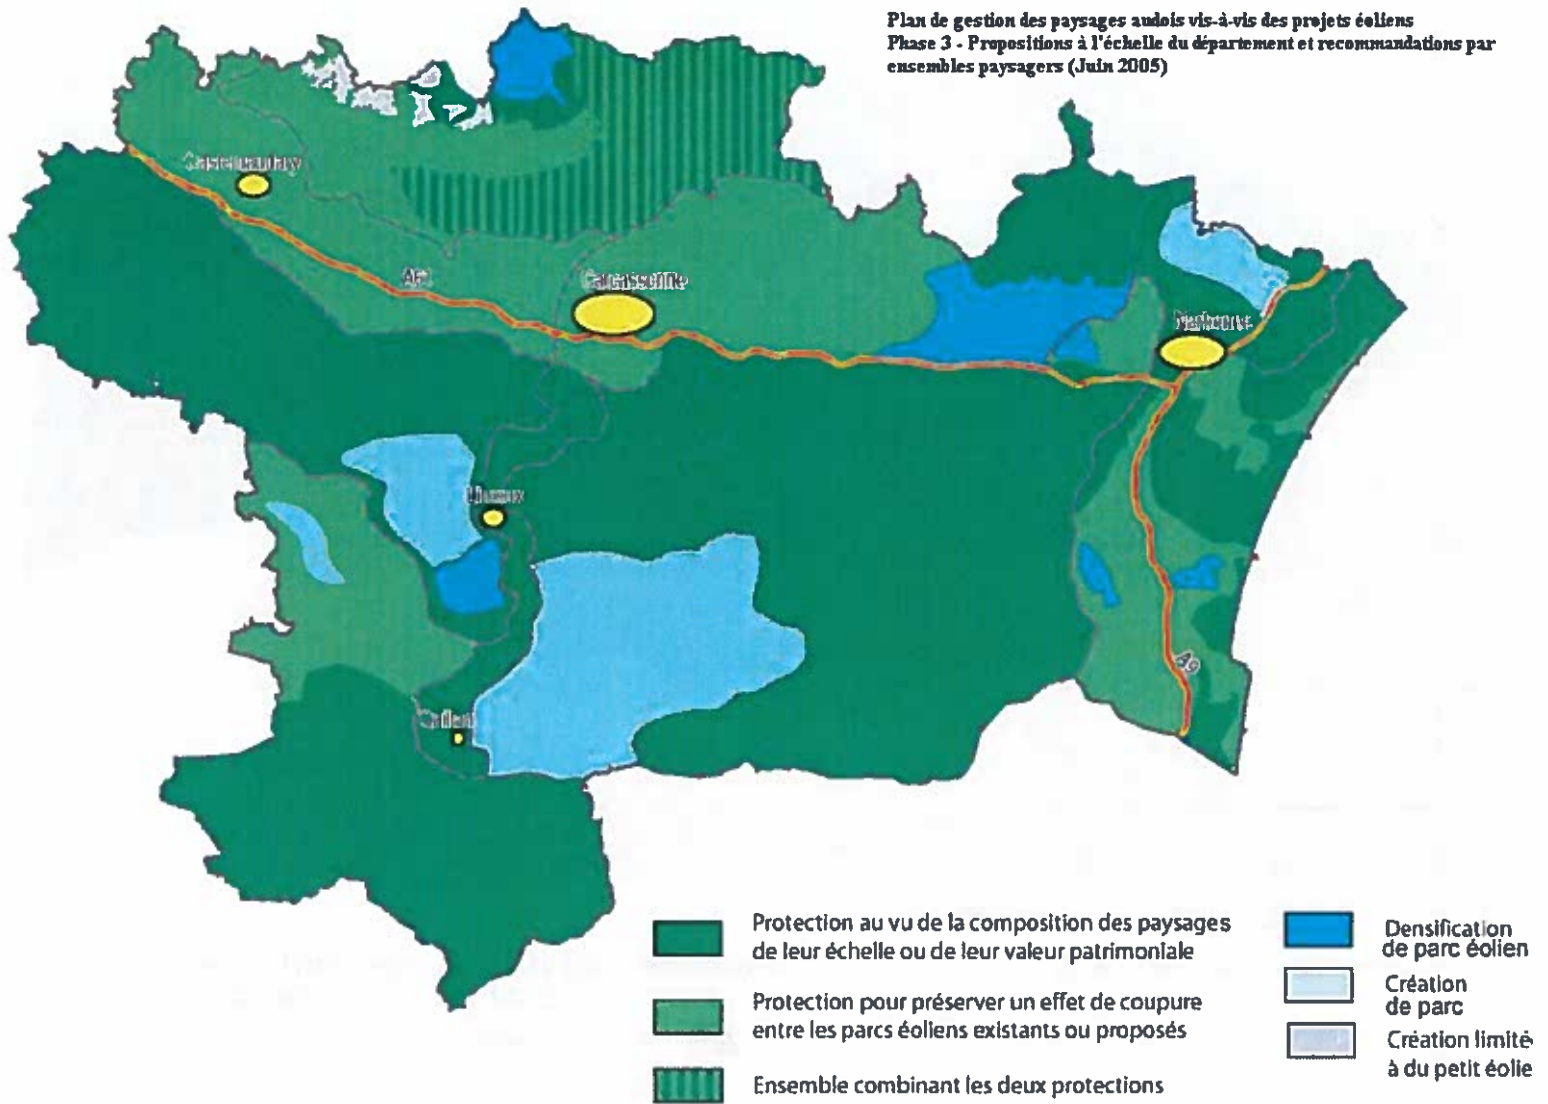 Plan de gestion des paysages audois vis-à-vis des projets éoliens
Phase 3 - Propositions à l'échelle du département et recommandations par
ensembles paysagers (Juin 2005)
Castelnaudary
A61
Carcassonne
Narbonne
Limoux
Quillan
A9
Protection au vu de la composition des paysages
de leur échelle ou de leur valeur patrimoniale
Protection pour préserver un effet de coupure
entre les parcs éoliens existants ou proposés
Ensemble combinant les deux protections
Densification
de parc éolien
Création
de parc
Création limité
à du petit éolie